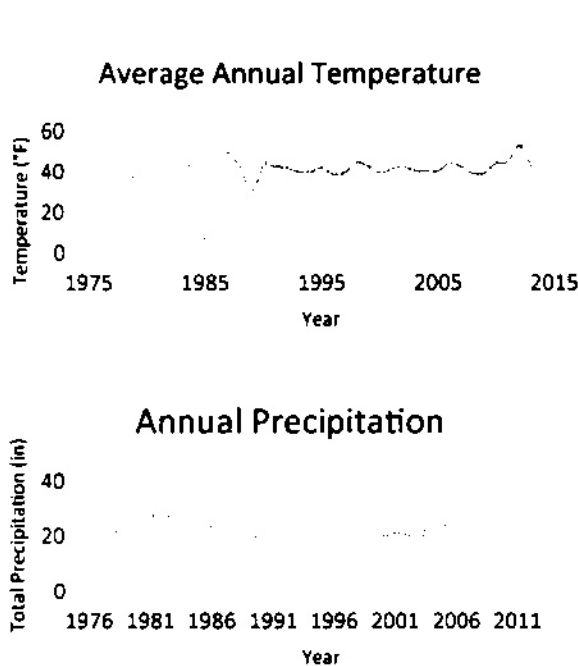 Average Annual Temperature
Temperature (°F)
60
40
20
0
1975 1985 1995 2005 2015
Year
Annual Precipitation
Total Precipitation (in)
40
20
0
1976 1981 1986 1991 1996 2001 2006 2011
Year